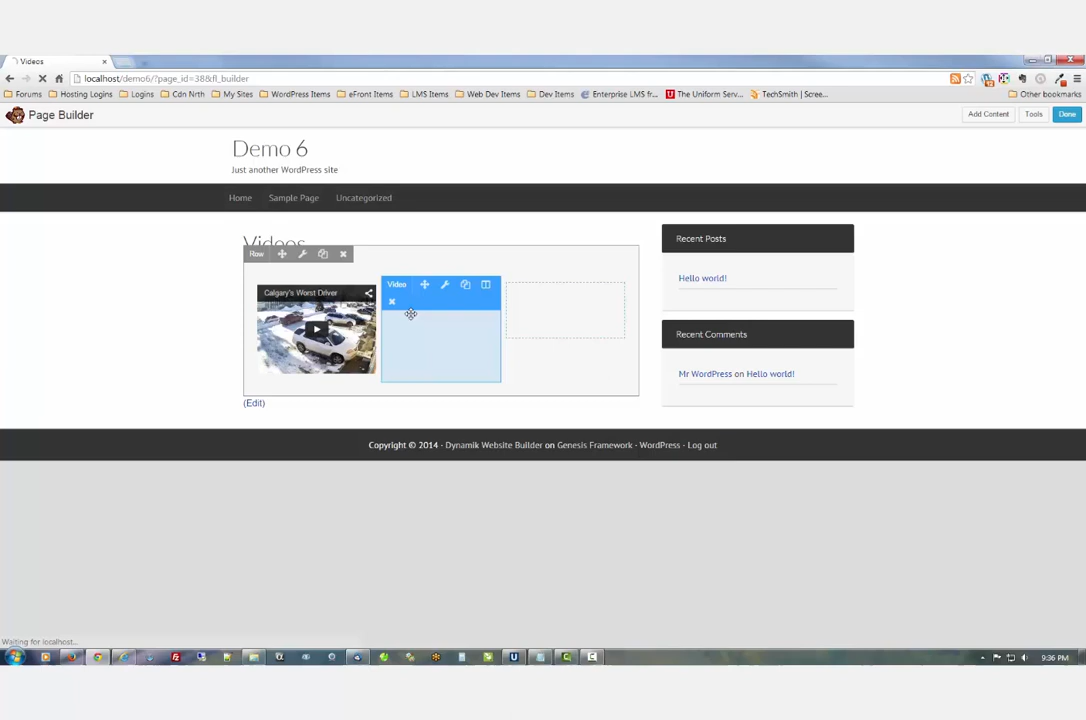 Videos
localhost/demo6/?page_id=38&fl_builder
Forums Hosting Logins Logins Cdn Nrth My Sites WordPress Items eFront Items LMS Items Web Dev Items Dev Items Enterprise LMS fr... The Uniform Serv... TechSmith | Scree... Other bookmarks
Page Builder Add Content Tools Done
Demo 6
Just another WordPress site
Home Sample Page Uncategorized
Videos
Row
Video
Calgary's Worst Driver
(Edit)
Recent Posts
Hello world!
Recent Comments
Mr WordPress on Hello world!
Copyright © 2014 · Dynamik Website Builder on Genesis Framework · WordPress · Log out
Waiting for localhost...
9:36 PM